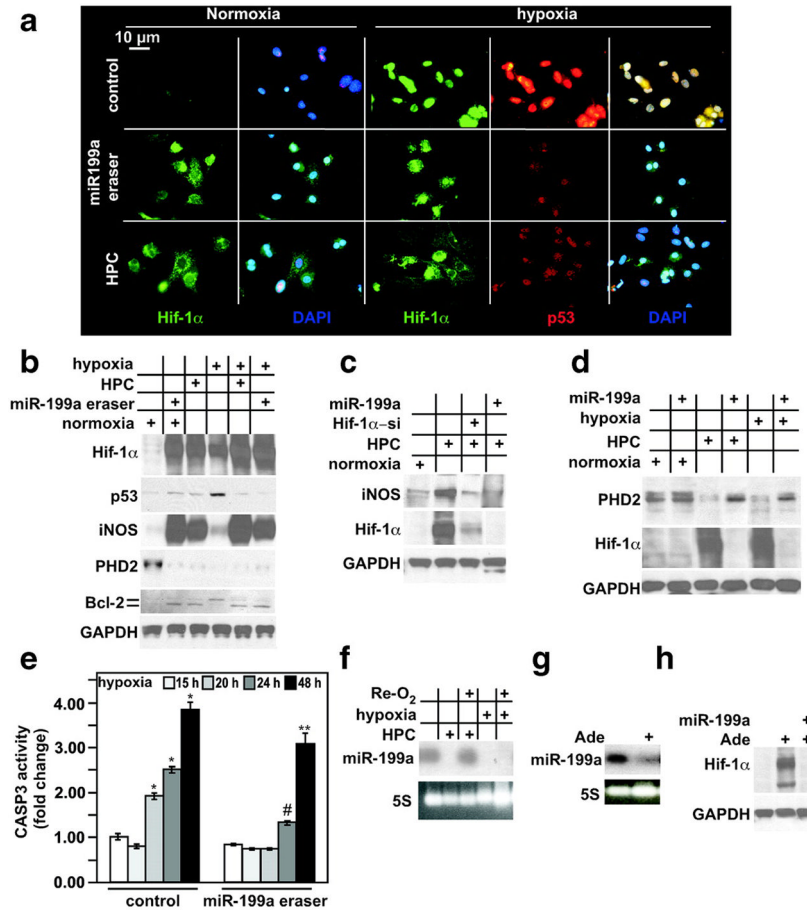 a
Normoxia hypoxia
10 μm
control
miR199a eraser
HPC
Hif-1α DAPI Hif-1α p53 DAPI
b
hypoxia + + +
HPC + +
miR-199a eraser + +
normoxia +
Hif-1α
p53
iNOS
PHD2
Bcl-2
GAPDH
c
miR-199a +
Hif-1α–si +
HPC + + +
normoxia +
iNOS
Hif-1α
GAPDH
d
miR-199a + + +
hypoxia + +
HPC + +
normoxia + +
PHD2
Hif-1α
GAPDH
e
hypoxia 15 h 20 h 24 h 48 h
CASP3 activity
(fold change)
4.00
3.00
2.00
1.00
0.00
* * * # **
control miR-199a eraser
f
Re-O2 + +
hypoxia + +
HPC + +
miR-199a
5S
g
Ade +
miR-199a
5S
h
miR-199a +
Ade + +
Hif-1α
GAPDH